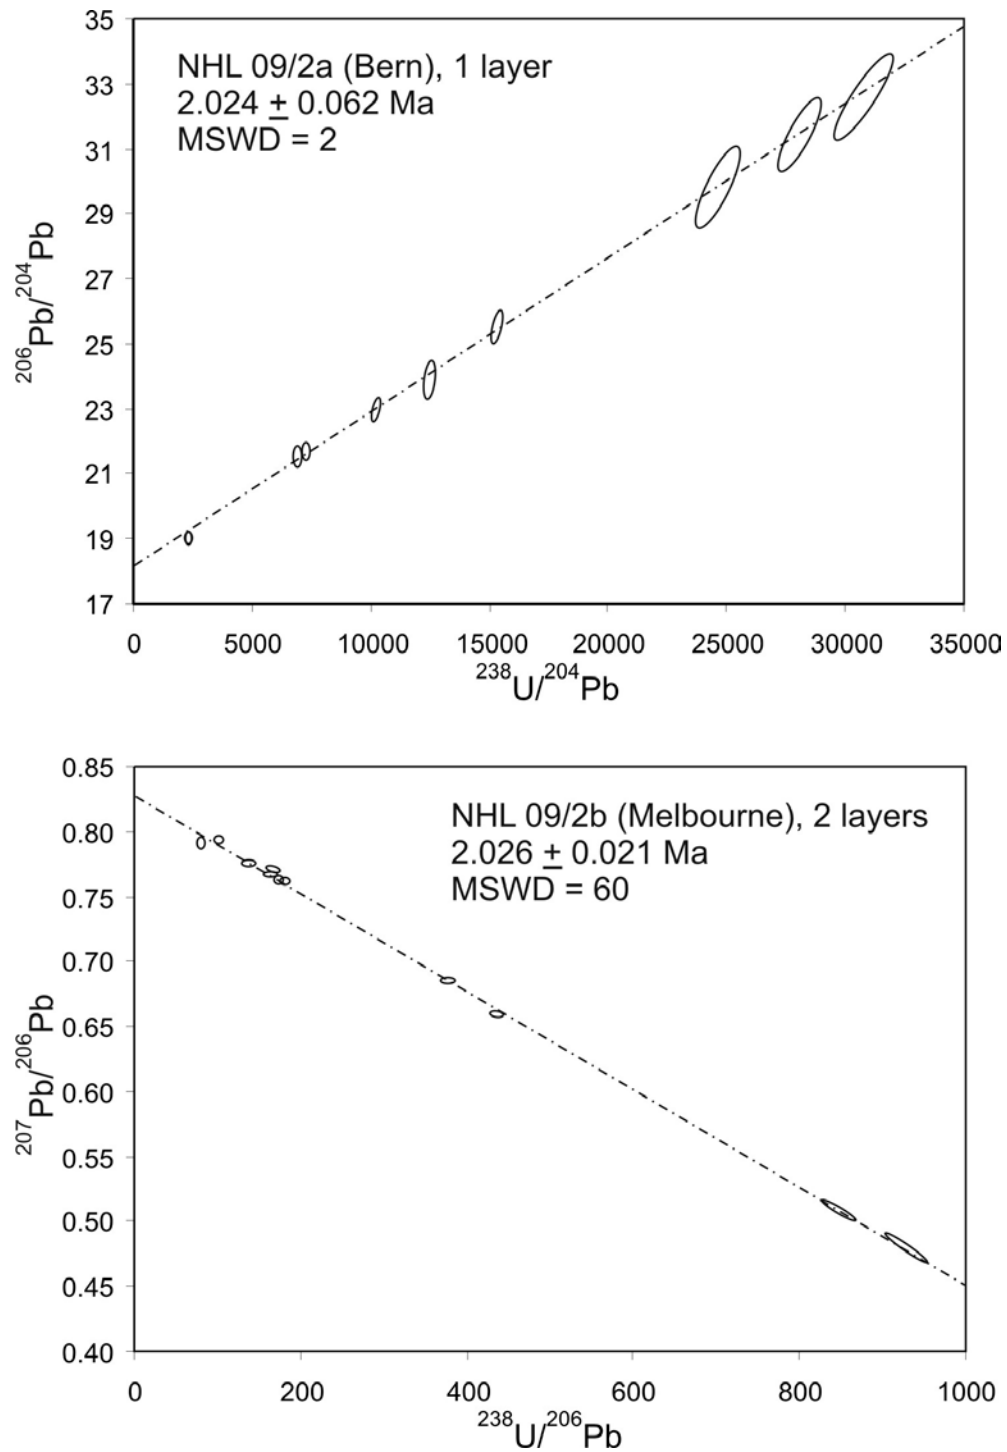 35
33
31
29
27
25
23
21
19
17
²⁰⁶Pb/²⁰⁴Pb
NHL 09/2a (Bern), 1 layer
2.024 ± 0.062 Ma
MSWD = 2
0 5000 10000 15000 20000 25000 30000 35000
²³⁸U/²⁰⁴Pb
0.85
0.80
0.75
0.70
0.65
0.60
0.55
0.50
0.45
0.40
²⁰⁷Pb/²⁰⁶Pb
NHL 09/2b (Melbourne), 2 layers
2.026 ± 0.021 Ma
MSWD = 60
0 200 400 600 800 1000
²³⁸U/²⁰⁶Pb